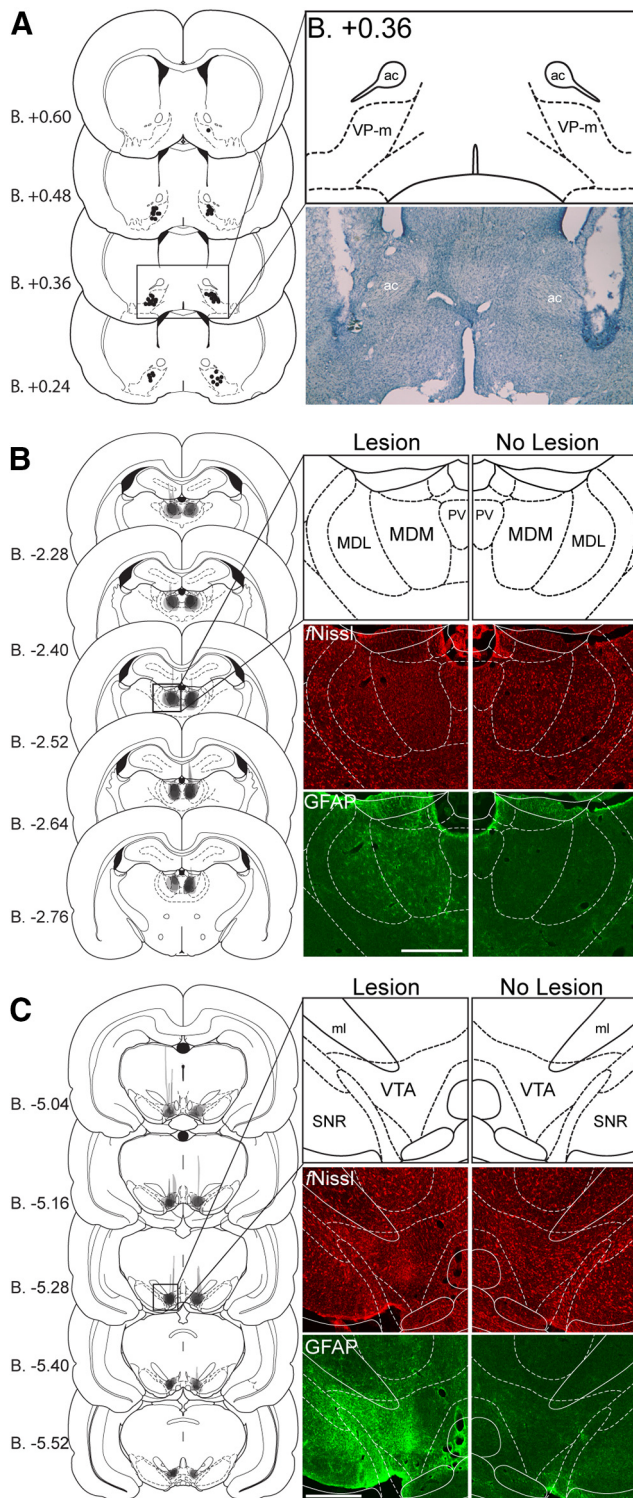 A
B. +0.60
B. +0.48
B. +0.36
B. +0.24
B. +0.36
ac
ac
VP-m
VP-m
ac
ac
B
B. -2.28
B. -2.40
B. -2.52
B. -2.64
B. -2.76
Lesion
No Lesion
MDL
MDM
PV
PV
MDM
MDL
fNissl
GFAP
C
B. -5.04
B. -5.16
B. -5.28
B. -5.40
B. -5.52
Lesion
No Lesion
ml
ml
VTA
VTA
SNR
SNR
fNissl
GFAP